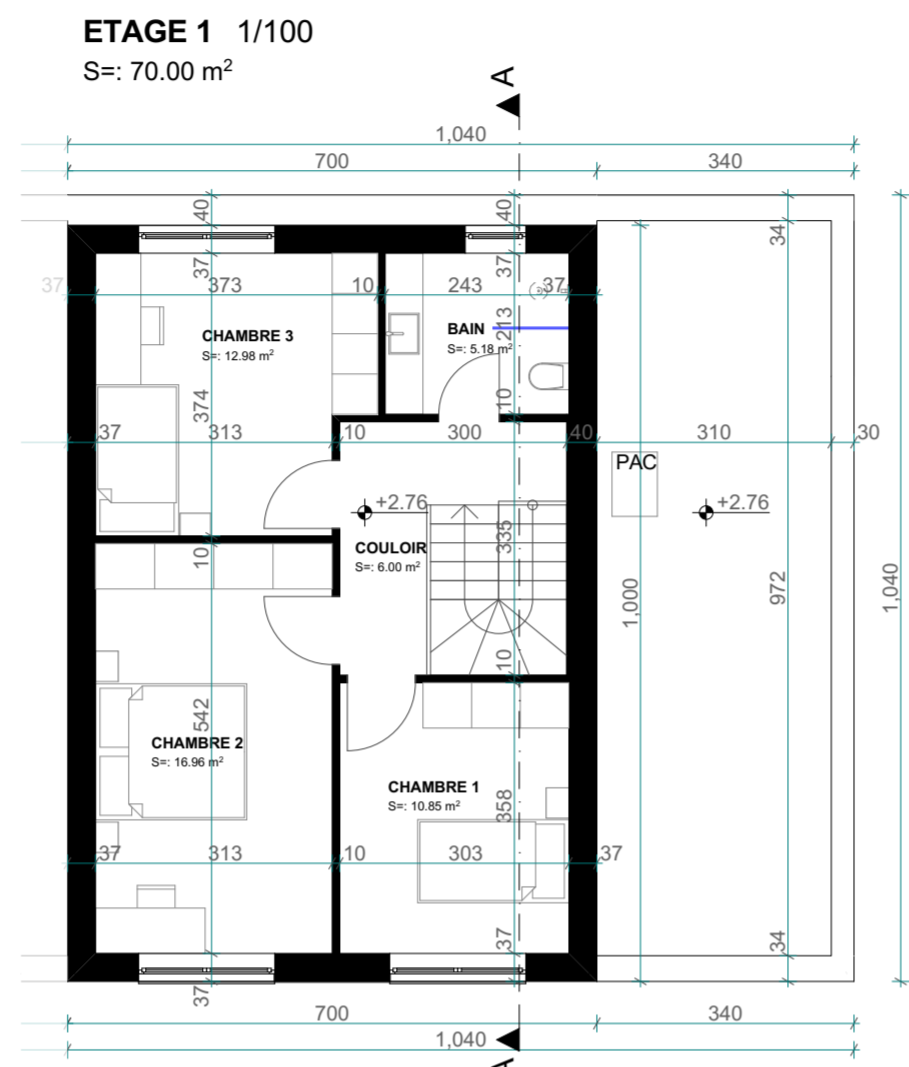 ETAGE 1 1/100
S=: 70.00 m²
A
1,040
700 340
40 40 34
37 37 37
373 10 243 37
CHAMBRE 3
S=: 12.98 m²
BAIN
S=: 5.18 m²
213
374
10
37 313 10 300 40 310 30
PAC
+2.76 +2.76
COULOIR
S=: 6.00 m²
335
10
1,000
972
1,040
10
542
CHAMBRE 2
S=: 16.96 m²
CHAMBRE 1
S=: 10.85 m²
358
37 313 10 303 37
37 34
37
700 340
1,040
A